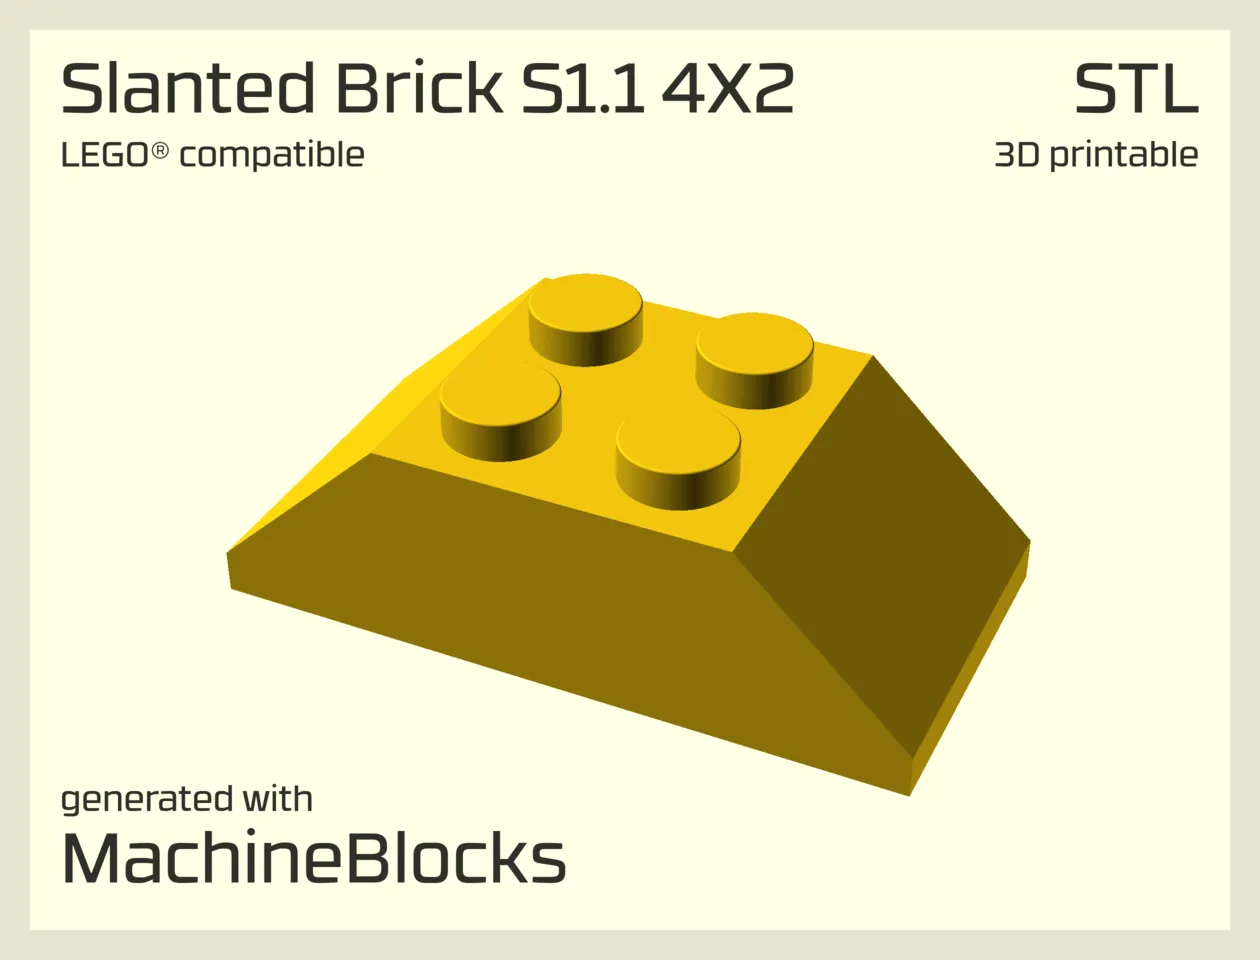 Slanted Brick S1.1 4X2
STL
LEGO® compatible
3D printable
generated with
MachineBlocks